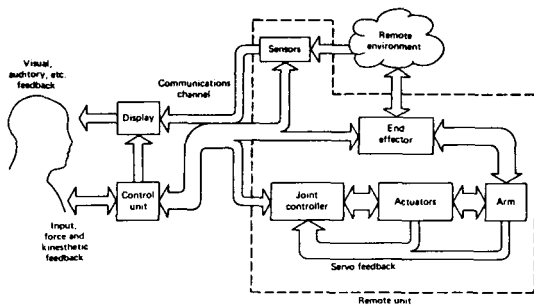 Remote
environment
Sensors
Visual,
auditory, etc.
feedback
Communications
channel
Display
End
effector
Control
unit
Joint
controller
Actuators
Arm
Input,
force and
kinesthetic
feedback
Servo feedback
Remote unit